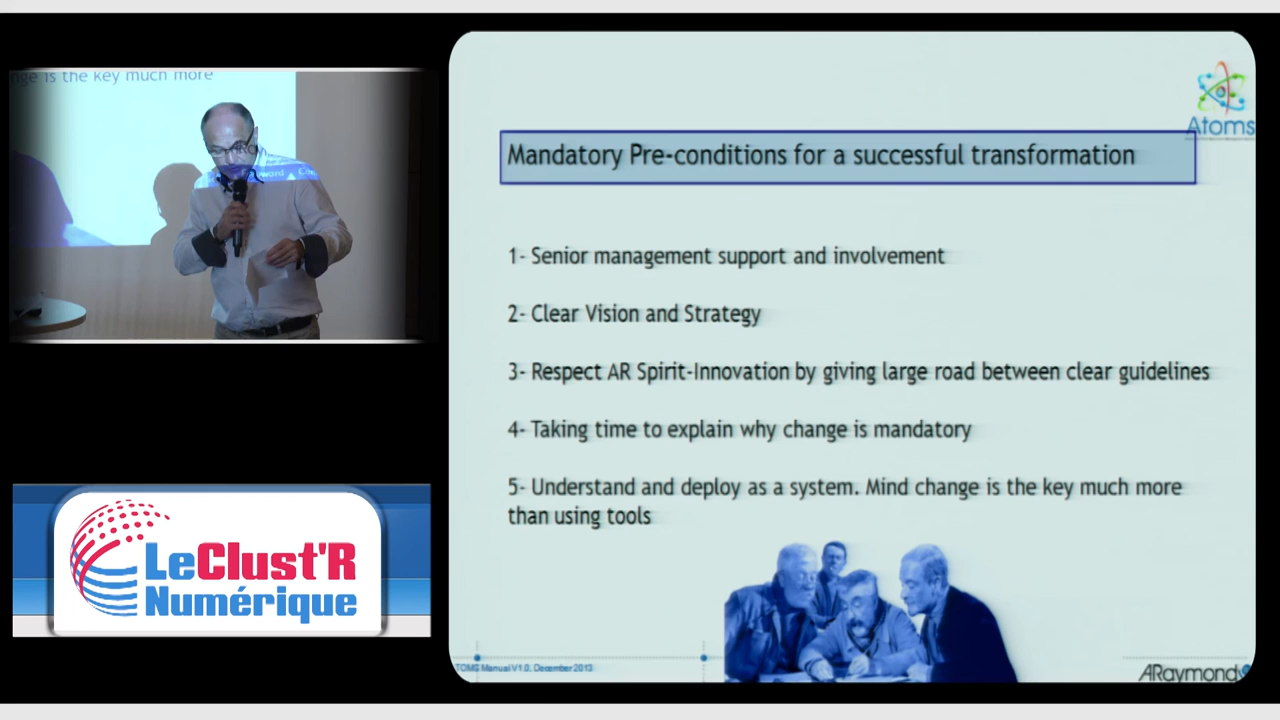 is the key much more
Atoms
Mandatory Pre-conditions for a successful transformation
1- Senior management support and involvement
2- Clear Vision and Strategy
3- Respect AR Spirit-Innovation by giving large road between clear guidelines
4- Taking time to explain why change is mandatory
5- Understand and deploy as a system. Mind change is the key much more
than using tools
LeClust'R
Numérique
TOMS Manual V1.0, December 2013
ARaymond